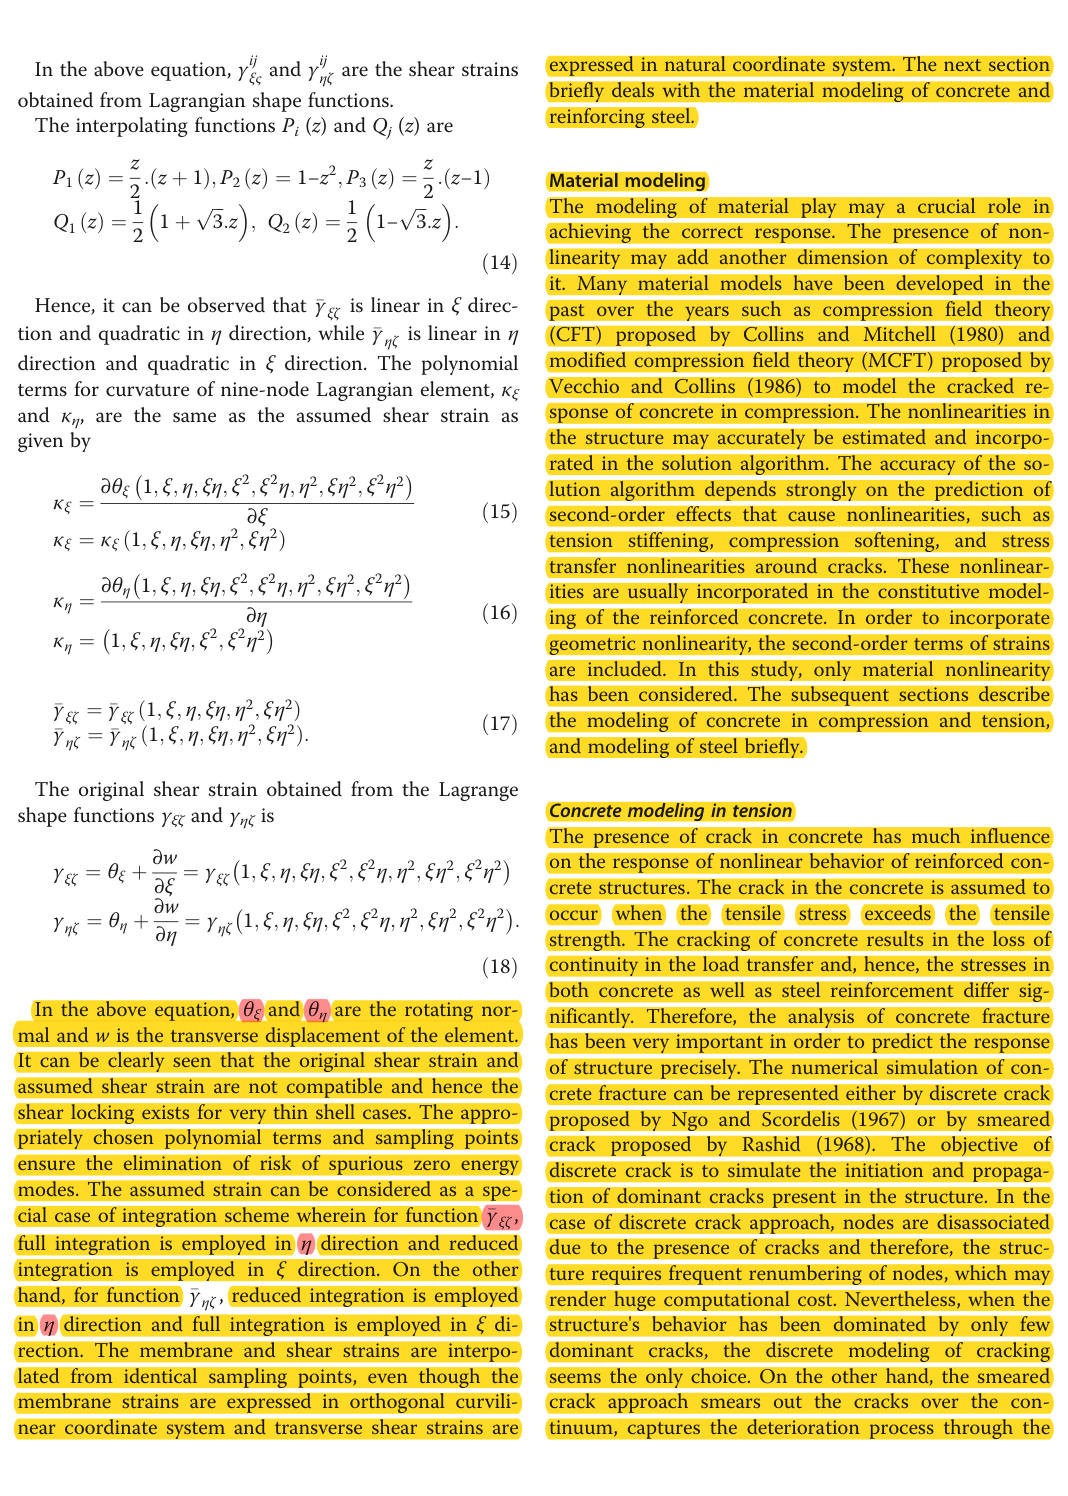 In the above equation, γ^{ij}_{ξς} and γ^{ij}_{ηζ} are the shear strains
obtained from Lagrangian shape functions.
The interpolating functions P_i (z) and Q_j (z) are
P₁ (z) = z/2 .(z + 1), P₂ (z) = 1–z², P₃ (z) = z/2 .(z–1)
Q₁ (z) = 1/2 (1 + √3.z), Q₂ (z) = 1/2 (1–√3.z).
(14)
Hence, it can be observed that γ̄_{ξζ} is linear in ξ direc-
tion and quadratic in η direction, while γ̄_{ηζ} is linear in η
direction and quadratic in ξ direction. The polynomial
terms for curvature of nine-node Lagrangian element, κ_ξ
and κ_η, are the same as the assumed shear strain as
given by
κ_ξ = ∂θ_ξ (1, ξ, η, ξη, ξ², ξ²η, η², ξη², ξ²η²) / ∂ξ (15)
κ_ξ = κ_ξ (1, ξ, η, ξη, η², ξη²)
κ_η = ∂θ_η(1, ξ, η, ξη, ξ², ξ²η, η², ξη², ξ²η²) / ∂η (16)
κ_η = (1, ξ, η, ξη, ξ², ξ²η²)
γ̄_{ξζ} = γ̄_{ξζ} (1, ξ, η, ξη, η², ξη²) (17)
γ̄_{ηζ} = γ̄_{ηζ} (1, ξ, η, ξη, η², ξη²).
The original shear strain obtained from the Lagrange
shape functions γ_{ξζ} and γ_{ηζ} is
γ_{ξζ} = θ_ξ + ∂w/∂ξ = γ_{ξζ} (1, ξ, η, ξη, ξ², ξ²η, η², ξη², ξ²η²)
γ_{ηζ} = θ_η + ∂w/∂η = γ_{ηζ} (1, ξ, η, ξη, ξ², ξ²η, η², ξη², ξ²η²).
(18)
In the above equation, θ_ξ and θ_η are the rotating nor-
mal and w is the transverse displacement of the element.
It can be clearly seen that the original shear strain and
assumed shear strain are not compatible and hence the
shear locking exists for very thin shell cases. The appro-
priately chosen polynomial terms and sampling points
ensure the elimination of risk of spurious zero energy
modes. The assumed strain can be considered as a spe-
cial case of integration scheme wherein for function γ̄_{ξζ},
full integration is employed in η direction and reduced
integration is employed in ξ direction. On the other
hand, for function γ̄_{ηζ}, reduced integration is employed
in η direction and full integration is employed in ξ di-
rection. The membrane and shear strains are interpo-
lated from identical sampling points, even though the
membrane strains are expressed in orthogonal curvili-
near coordinate system and transverse shear strains are
expressed in natural coordinate system. The next section
briefly deals with the material modeling of concrete and
reinforcing steel.
Material modeling
The modeling of material play may a crucial role in
achieving the correct response. The presence of non-
linearity may add another dimension of complexity to
it. Many material models have been developed in the
past over the years such as compression field theory
(CFT) proposed by Collins and Mitchell (1980) and
modified compression field theory (MCFT) proposed by
Vecchio and Collins (1986) to model the cracked re-
sponse of concrete in compression. The nonlinearities in
the structure may accurately be estimated and incorpo-
rated in the solution algorithm. The accuracy of the so-
lution algorithm depends strongly on the prediction of
second-order effects that cause nonlinearities, such as
tension stiffening, compression softening, and stress
transfer nonlinearities around cracks. These nonlinear-
ities are usually incorporated in the constitutive model-
ing of the reinforced concrete. In order to incorporate
geometric nonlinearity, the second-order terms of strains
are included. In this study, only material nonlinearity
has been considered. The subsequent sections describe
the modeling of concrete in compression and tension,
and modeling of steel briefly.
Concrete modeling in tension
The presence of crack in concrete has much influence
on the response of nonlinear behavior of reinforced con-
crete structures. The crack in the concrete is assumed to
occur when the tensile stress exceeds the tensile
strength. The cracking of concrete results in the loss of
continuity in the load transfer and, hence, the stresses in
both concrete as well as steel reinforcement differ sig-
nificantly. Therefore, the analysis of concrete fracture
has been very important in order to predict the response
of structure precisely. The numerical simulation of con-
crete fracture can be represented either by discrete crack
proposed by Ngo and Scordelis (1967) or by smeared
crack proposed by Rashid (1968). The objective of
discrete crack is to simulate the initiation and propaga-
tion of dominant cracks present in the structure. In the
case of discrete crack approach, nodes are disassociated
due to the presence of cracks and therefore, the struc-
ture requires frequent renumbering of nodes, which may
render huge computational cost. Nevertheless, when the
structure's behavior has been dominated by only few
dominant cracks, the discrete modeling of cracking
seems the only choice. On the other hand, the smeared
crack approach smears out the cracks over the con-
tinuum, captures the deterioration process through the